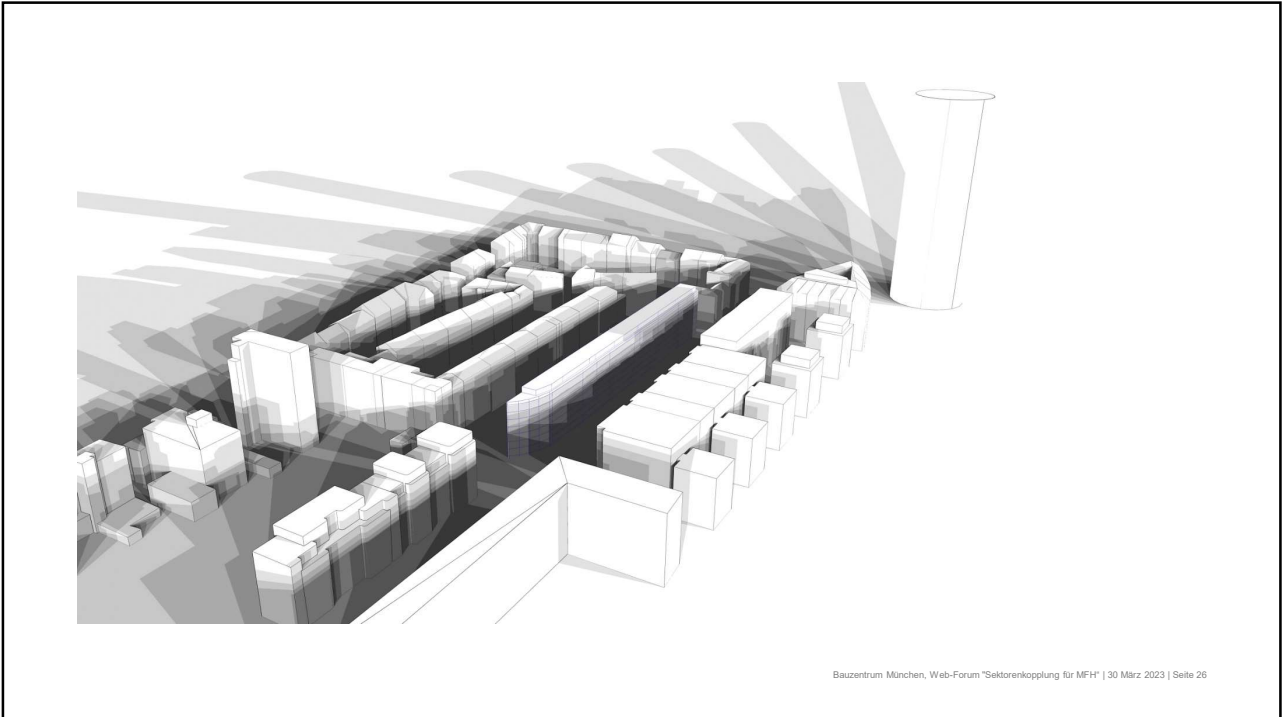 Bauzentrum München, Web-Forum "Sektorenkopplung für MFH" | 30 März 2023 | Seite 26